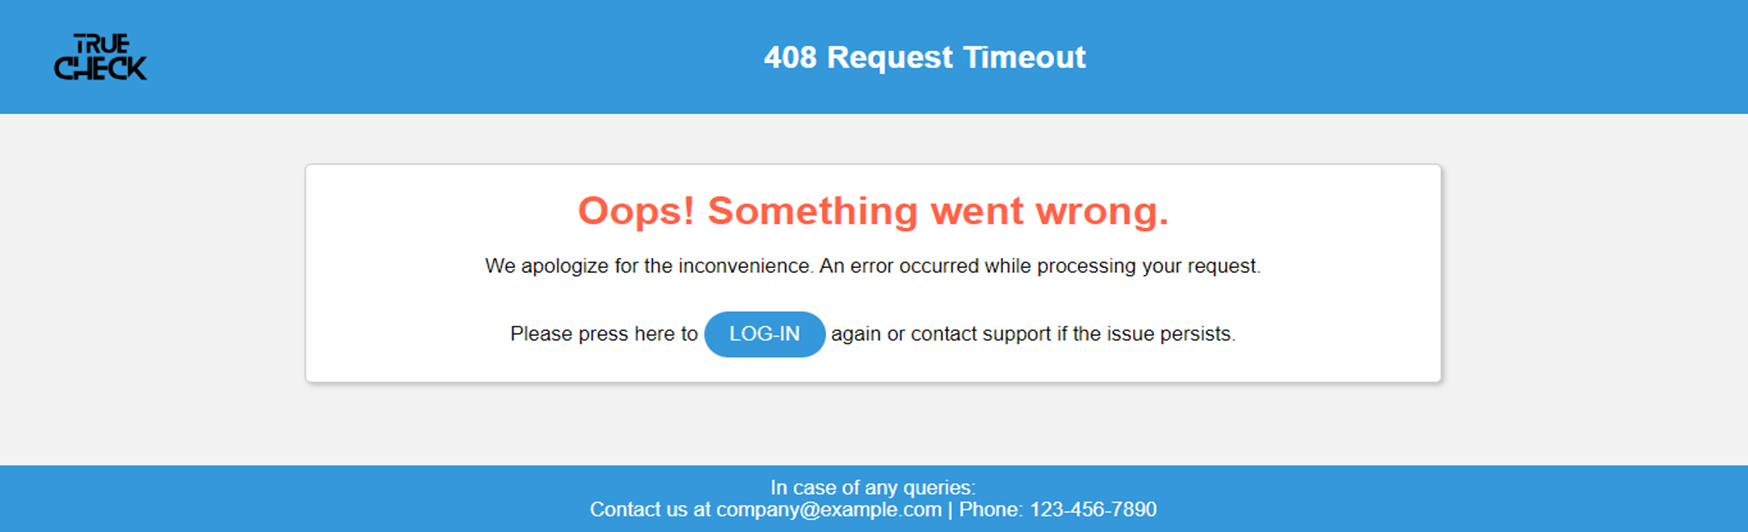 TRUE
CHECK
408 Request Timeout
Oops! Something went wrong.
We apologize for the inconvenience. An error occurred while processing your request.
Please press here to LOG-IN again or contact support if the issue persists.
In case of any queries:
Contact us at company@example.com | Phone: 123-456-7890